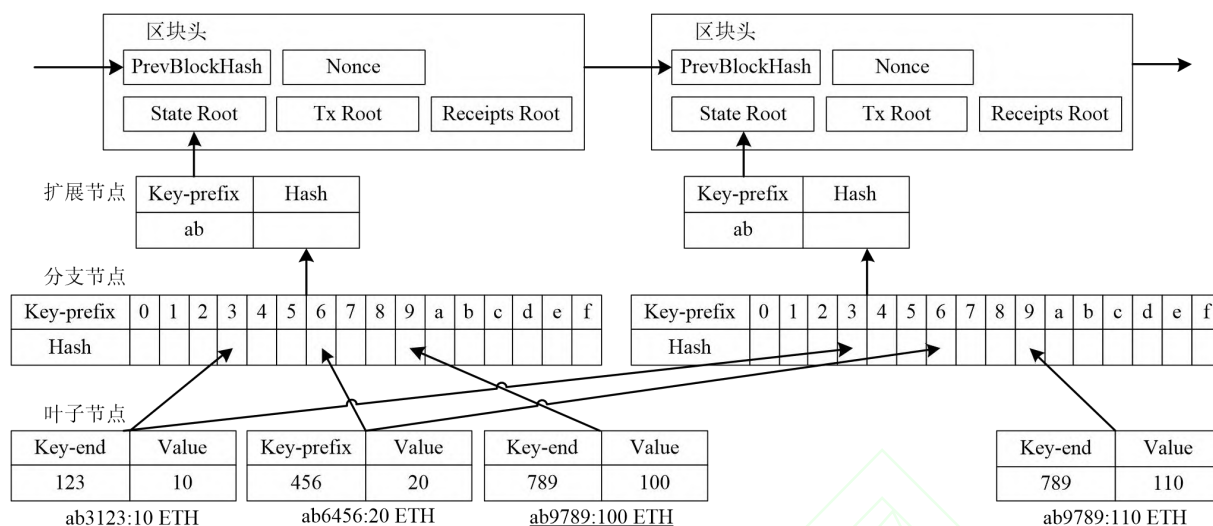 区块头 区块头
PrevBlockHash Nonce PrevBlockHash Nonce
State Root Tx Root Receipts Root State Root Tx Root Receipts Root
扩展节点 Key-prefix Hash Key-prefix Hash
ab ab
分支节点
Key-prefix 0 1 2 3 4 5 6 7 8 9 a b c d e f Key-prefix 0 1 2 3 4 5 6 7 8 9 a b c d e f
Hash Hash
叶子节点
Key-end Value Key-prefix Value Key-end Value Key-end Value
123 10 456 20 789 100 789 110
ab3123:10 ETH ab6456:20 ETH ab9789:100 ETH ab9789:110 ETH